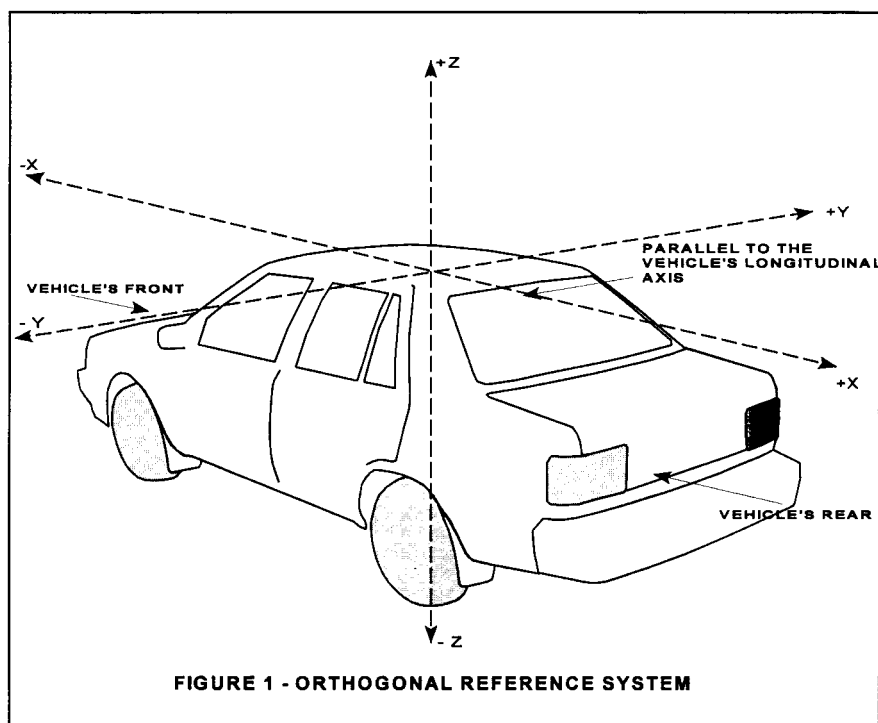 +Z
-X
+Y
PARALLEL TO THE
VEHICLE'S LONGITUDINAL
AXIS
VEHICLE'S FRONT
- Y
+X
VEHICLE'S REAR
- Z
FIGURE 1 - ORTHOGONAL REFERENCE SYSTEM